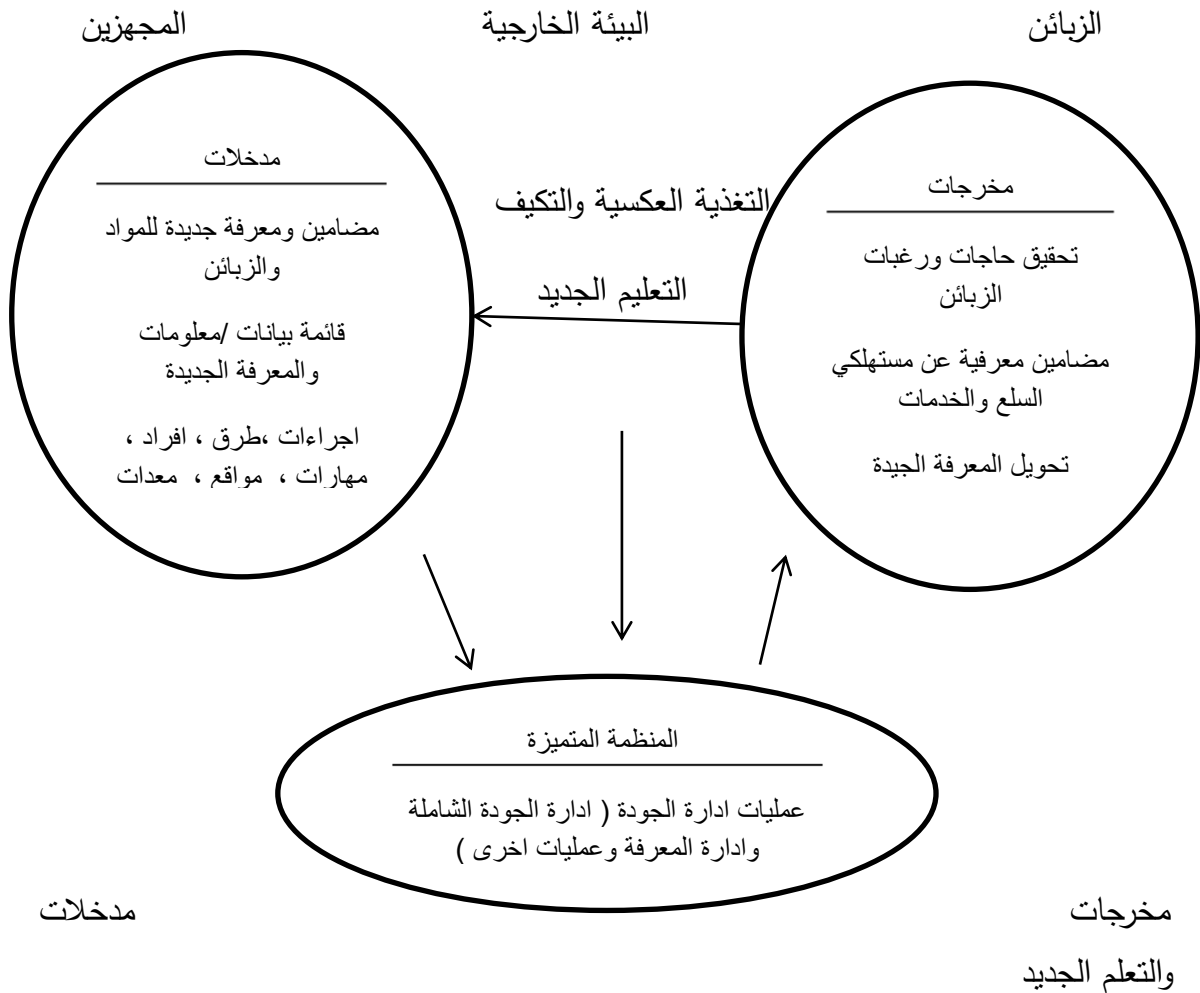 الزبائن
البيئة الخارجية
المجهزين
مدخلات
مضامين ومعرفة جديدة للمواد
والزبائن
قائمة بيانات /معلومات
والمعرفة الجديدة
اجراءات ،طرق ، افراد ،
مهارات ، مواقع ، معدات
التغذية العكسية والتكيف
التعليم الجديد
مخرجات
تحقيق حاجات ورغبات
الزبائن
مضامين معرفية عن مستهلكي
السلع والخدمات
تحويل المعرفة الجيدة
المنظمة المتميزة
عمليات ادارة الجودة ( ادارة الجودة الشاملة
وادارة المعرفة وعمليات اخرى )
مخرجات
مدخلات
والتعلم الجديد